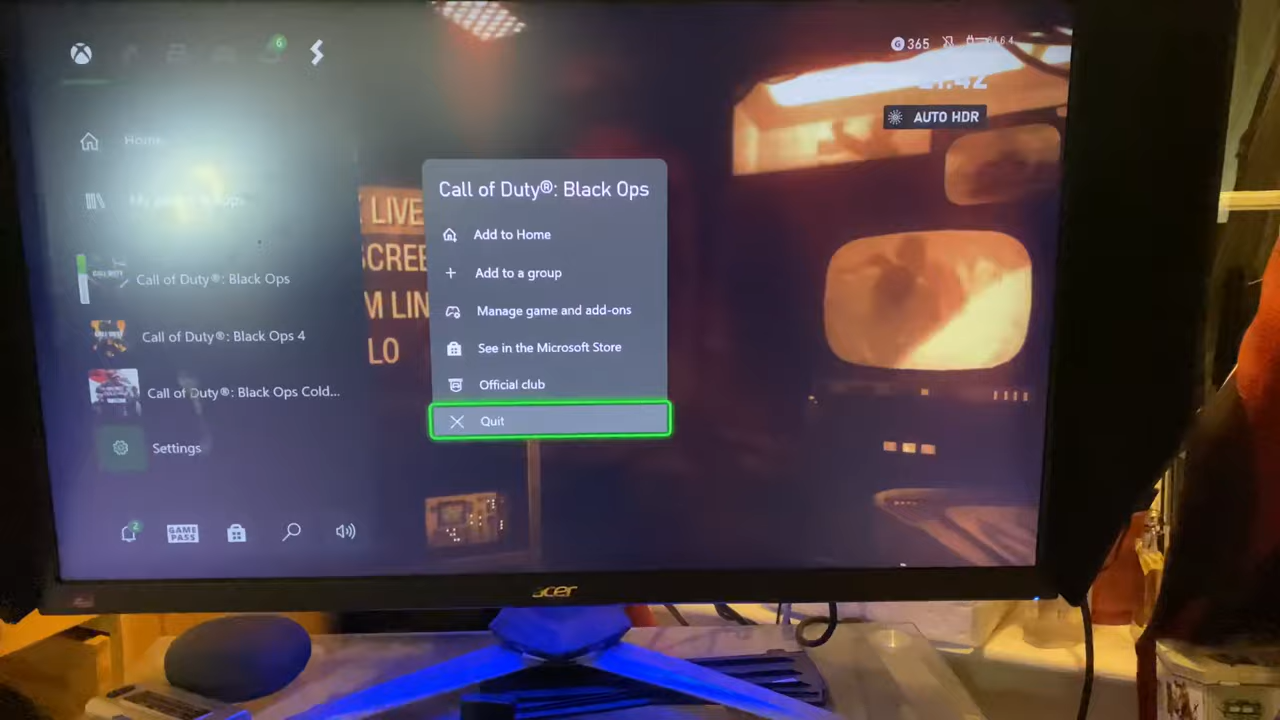 6
365
AUTO HDR
Home
Call of Duty®: Black Ops
Call of Duty®: Black Ops 4
Call of Duty®: Black Ops Cold...
Settings
2
GAME
PASS
LIVE
SCREE
M LIN
LO
Call of Duty®: Black Ops
Add to Home
Add to a group
Manage game and add-ons
See in the Microsoft Store
Official club
Quit
acer